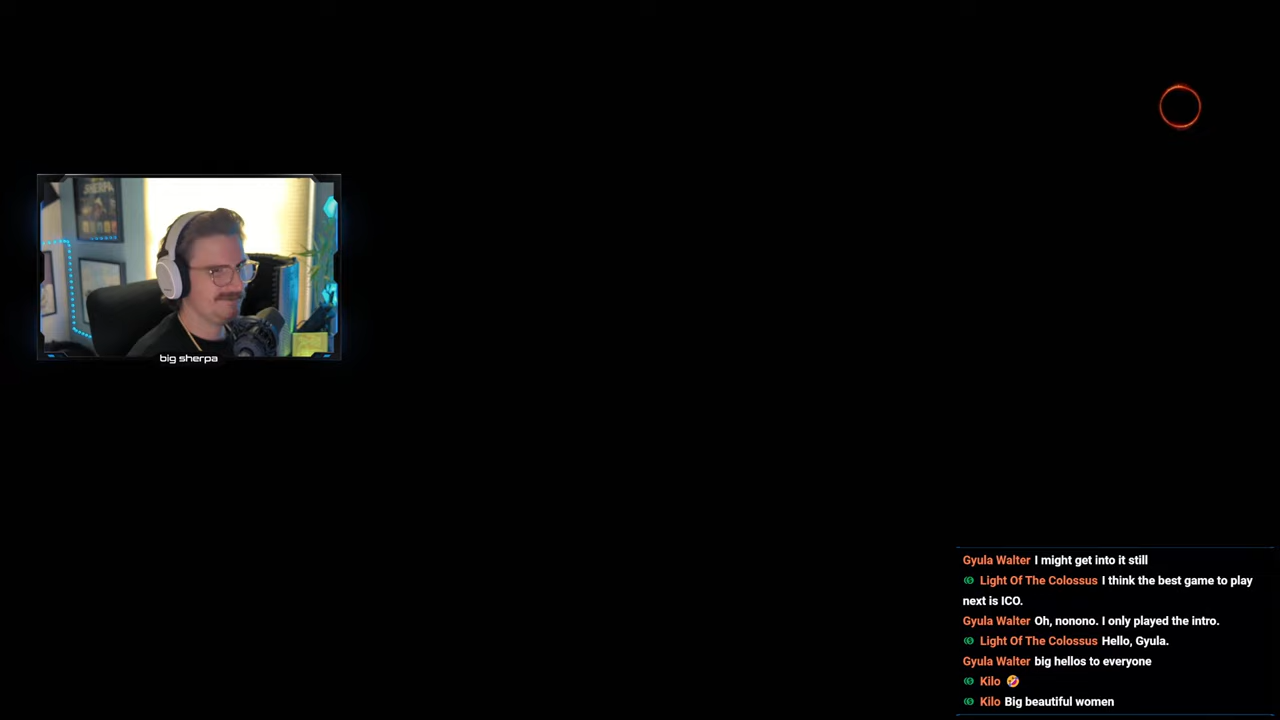 SHERPA
big sherpa
Gyula Walter I might get into it still
Light Of The Colossus I think the best game to play
next is ICO.
Gyula Walter Oh, nonono. I only played the intro.
Light Of The Colossus Hello, Gyula.
Gyula Walter big hellos to everyone
Kilo 🤣
Kilo Big beautiful women